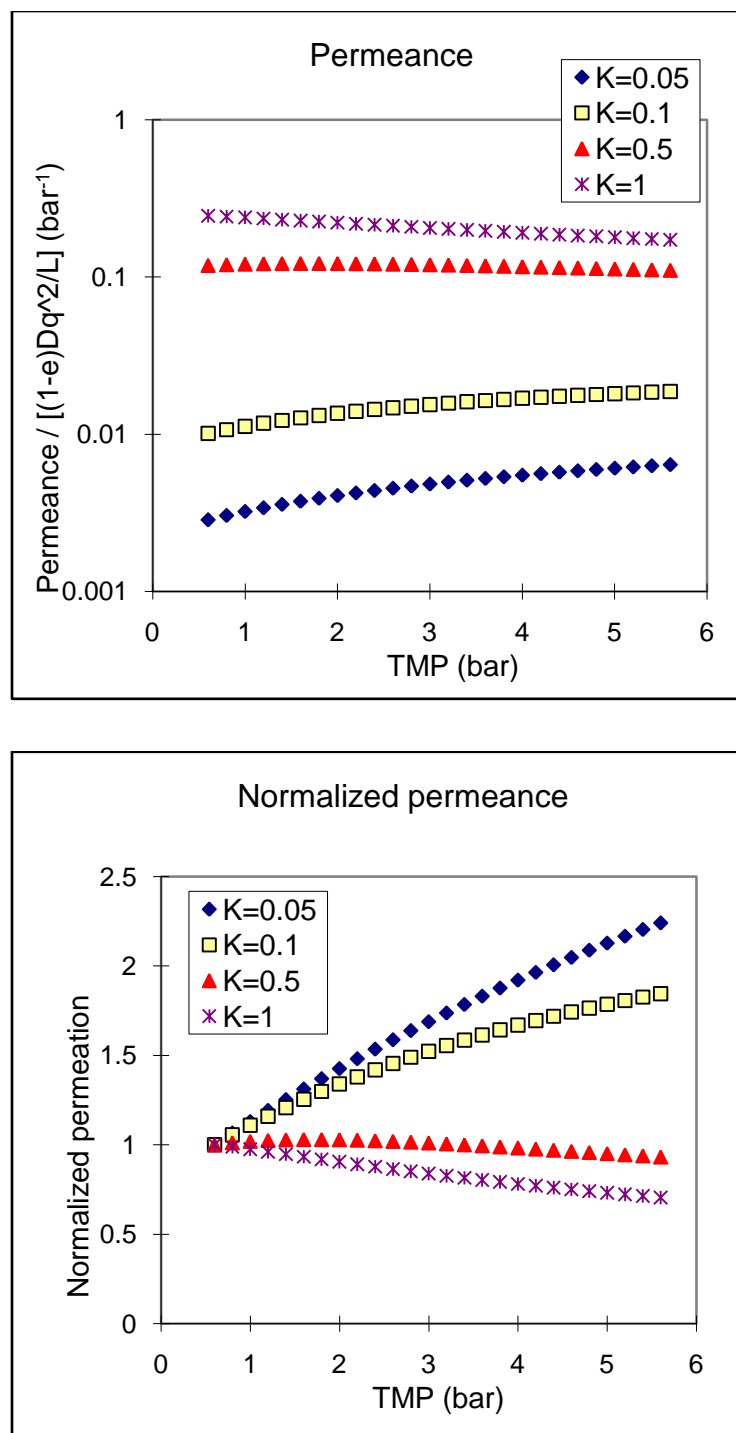 Permeance
K=0.05
K=0.1
K=0.5
K=1
Permeance / [(1-e)Dq^2/L] (bar-1)
1
0.1
0.01
0.001
0 1 2 3 4 5 6
TMP (bar)
Normalized permeance
K=0.05
K=0.1
K=0.5
K=1
Normalized permeation
2.5
2
1.5
1
0.5
0
0 1 2 3 4 5 6
TMP (bar)